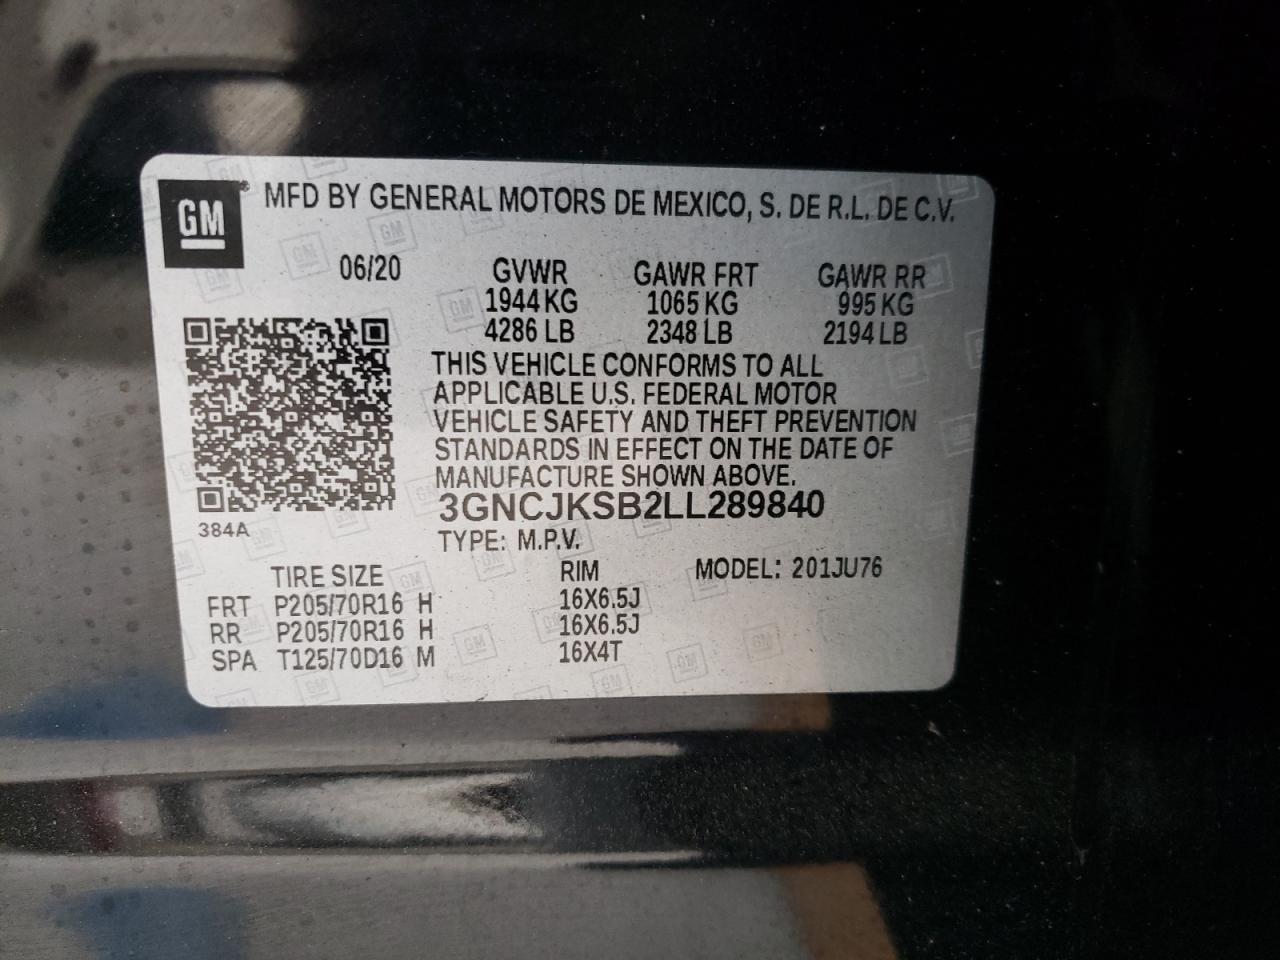 GM® MFD BY GENERAL MOTORS DE MEXICO, S. DE R.L. DE C.V.
06/20 GVWR GAWR FRT GAWR RR
1944 KG 1065 KG 995 KG
4286 LB 2348 LB 2194 LB
THIS VEHICLE CONFORMS TO ALL
APPLICABLE U.S. FEDERAL MOTOR
VEHICLE SAFETY AND THEFT PREVENTION
STANDARDS IN EFFECT ON THE DATE OF
MANUFACTURE SHOWN ABOVE.
3GNCJKSB2LL289840
384A
TYPE: M.P.V.
TIRE SIZE RIM MODEL: 201JU76
FRT P205/70R16 H 16X6.5J
RR P205/70R16 H 16X6.5J
SPA T125/70D16 M 16X4T